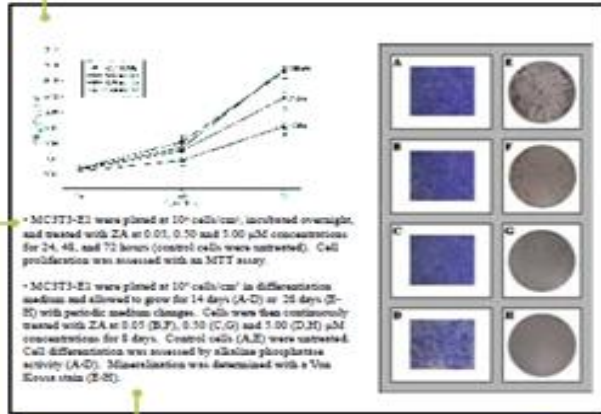 • MC3T3-E1 were plated at 10⁴ cells/cm², incubated overnight,
and treated with ZA at 0.05, 0.50 and 5.00 µM concentrations
for 24, 48, and 72 hours (control cells were untreated). Cell
proliferation was assessed with an MTT assay.
• MC3T3-E1 were plated at 10⁴ cells/cm² in differentiation
medium and allowed to grow for 14 days (A-D) or 26 days (E-
H) with periodic medium changes. Cells were then continuously
treated with ZA at 0.05 (B,F), 0.50 (C,G) and 5.00 (D,H) µM
concentrations for 8 days. Control cells (A,E) were untreated.
Cell differentiation was assessed by alkaline phosphatase
activity (A-D). Mineralization was determined with a Von
Kossa stain (E-H).
A
E
B
F
C
G
D
H